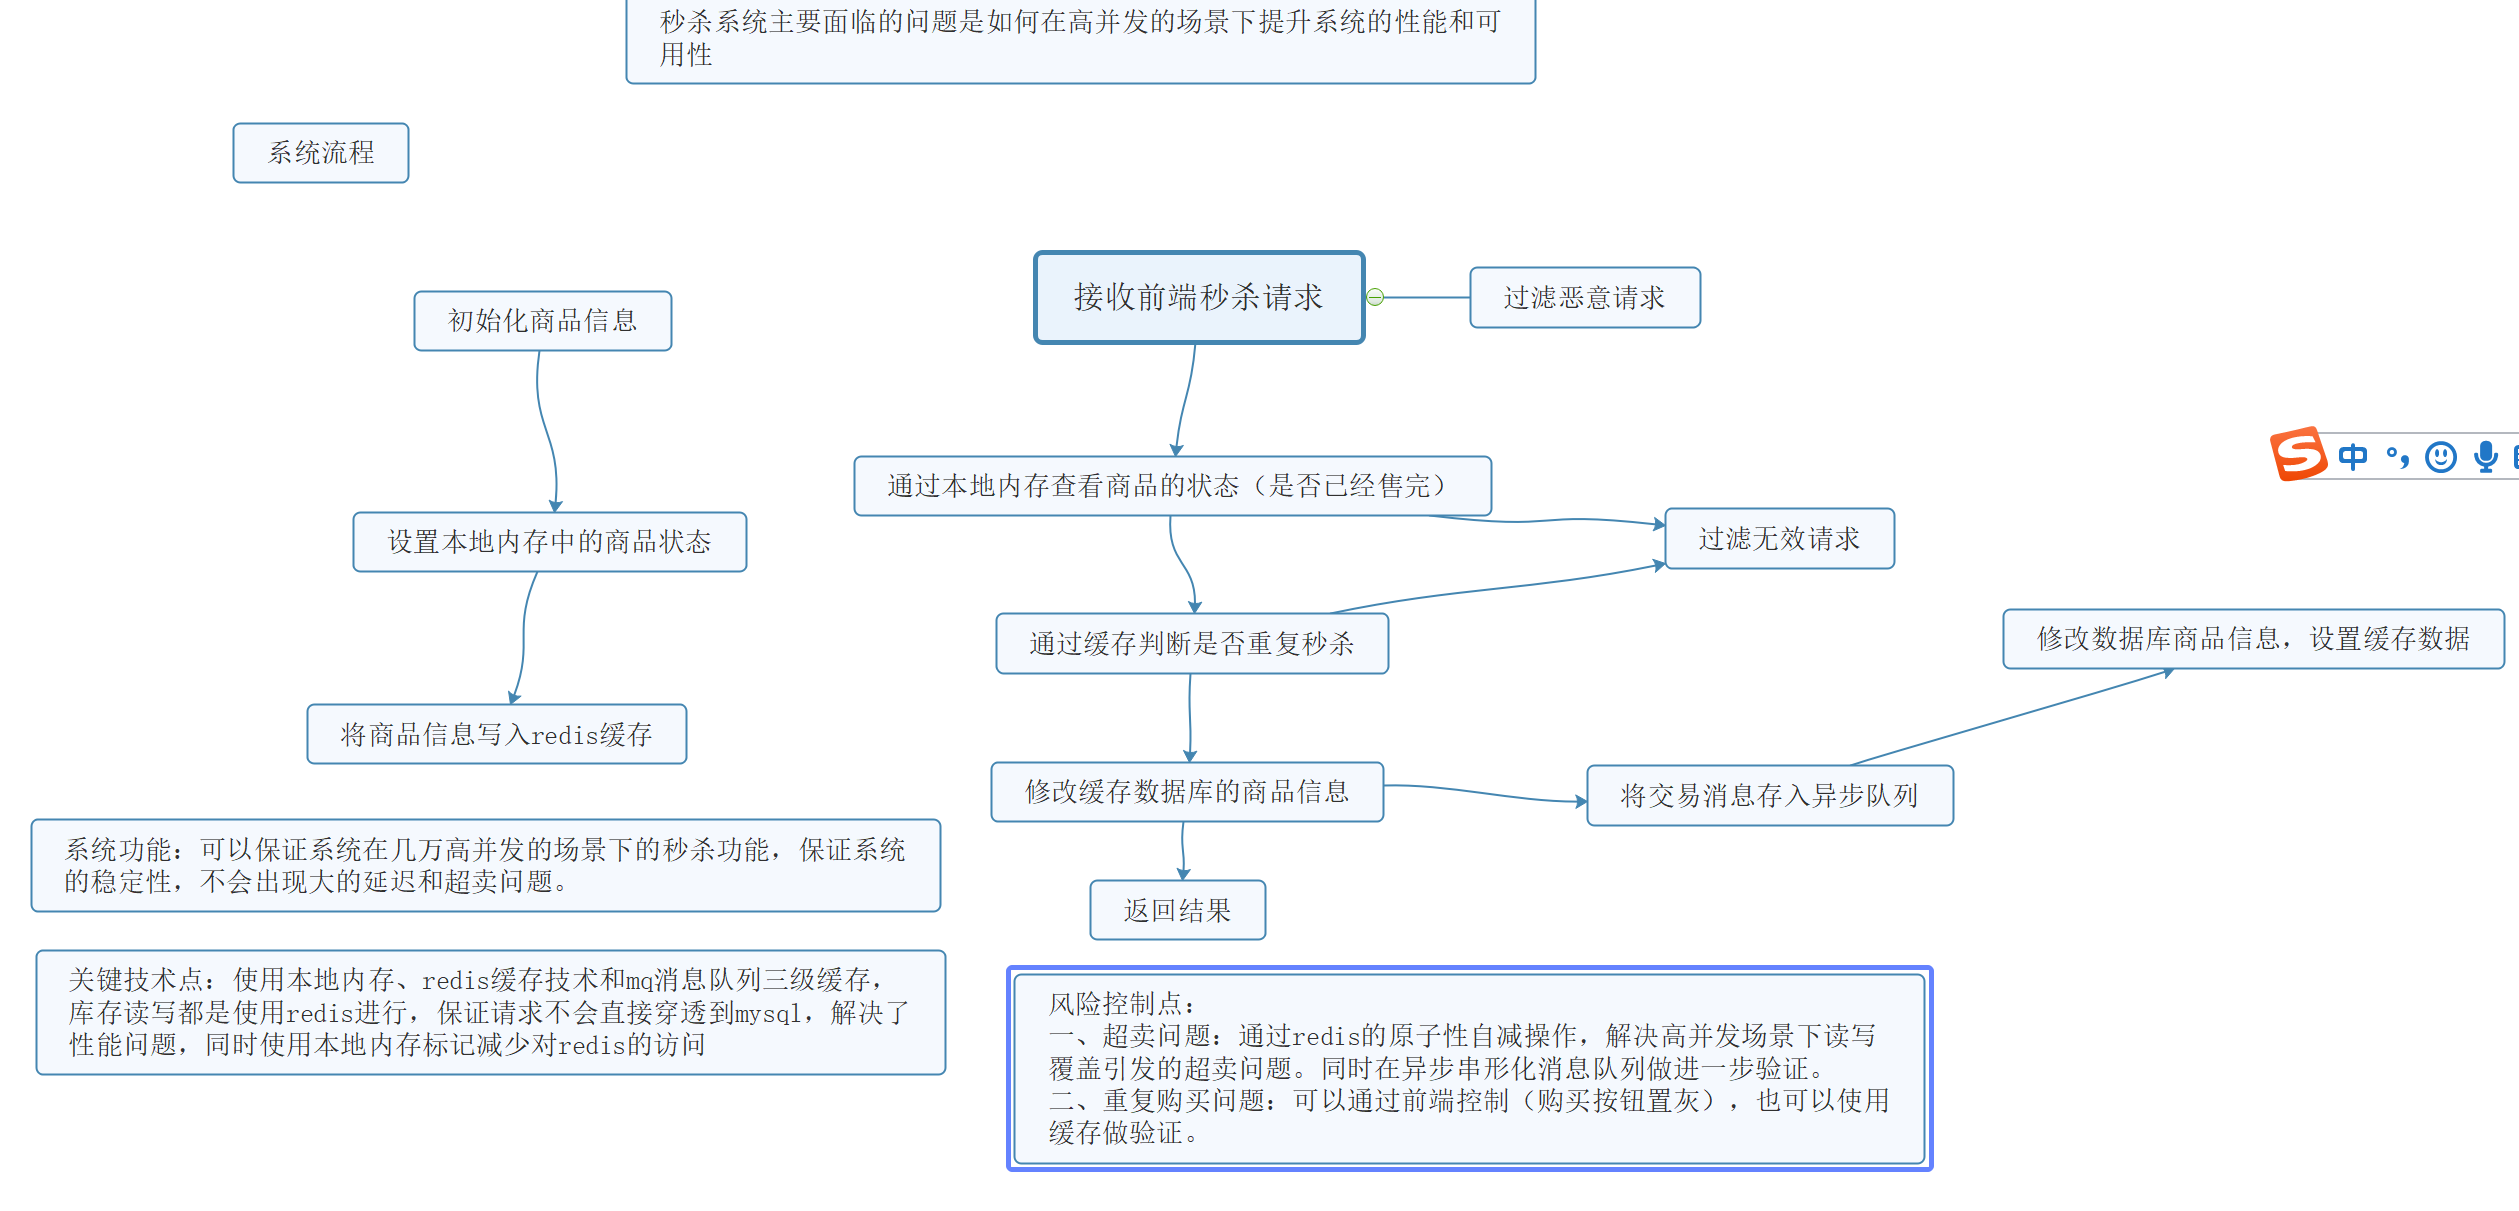 秒杀系统主要面临的问题是如何在高并发的场景下提升系统的性能和可
用性
系统流程
接收前端秒杀请求
过滤恶意请求
初始化商品信息
通过本地内存查看商品的状态（是否已经售完）
中
过滤无效请求
设置本地内存中的商品状态
通过缓存判断是否重复秒杀
修改数据库商品信息，设置缓存数据
将商品信息写入redis缓存
修改缓存数据库的商品信息
将交易消息存入异步队列
系统功能：可以保证系统在几万高并发的场景下的秒杀功能，保证系统
的稳定性，不会出现大的延迟和超卖问题。
返回结果
关键技术点：使用本地内存、redis缓存技术和mq消息队列三级缓存，
库存读写都是使用redis进行，保证请求不会直接穿透到mysql，解决了
性能问题，同时使用本地内存标记减少对redis的访问
风险控制点：
一、超卖问题：通过redis的原子性自减操作，解决高并发场景下读写
覆盖引发的超卖问题。同时在异步串形化消息队列做进一步验证。
二、重复购买问题：可以通过前端控制（购买按钮置灰），也可以使用
缓存做验证。